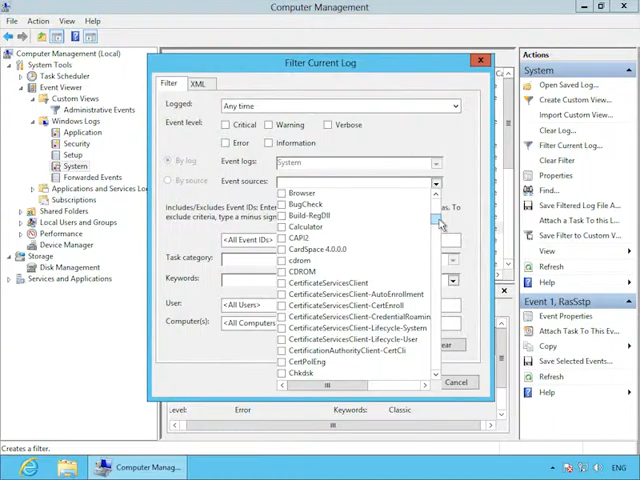 Computer Management
File Action View Help
Computer Management (Local)
System Tools
Task Scheduler
Event Viewer
Custom Views
Administrative Events
Windows Logs
Application
Security
Setup
System
Forwarded Events
Applications and Services Log
Subscriptions
Shared Folders
Local Users and Groups
Performance
Device Manager
Storage
Disk Management
Services and Applications
Filter Current Log
Filter XML
Logged: Any time
Event level: Critical Warning Verbose
Error Information
By log Event logs: System
By source Event sources:
Includes/Excludes Event IDs: Enter
as. To
exclude criteria, type a minus sign
<All Event IDs>
Task category:
Keywords:
User: <All Users>
Computer(s): <All Computers
Browser
BugCheck
Build-RegDll
Calculator
CAPI2
CardSpace 4.0.0.0
cdrom
CDROM
CertificateServicesClient
CertificateServicesClient-AutoEnrollment
CertificateServicesClient-CertEnroll
CertificateServicesClient-CredentialRoamin
CertificateServicesClient-Lifecycle-System
CertificateServicesClient-Lifecycle-User
CertificationAuthorityClient-CertCli
CertPolEng
Chkdsk
ear
Cancel
Level: Error Keywords: Classic
Actions
System
Open Saved Log...
Create Custom View...
Import Custom View...
Clear Log...
Filter Current Log...
Clear Filter
Properties
Find...
Save Filtered Log File A...
Attach a Task To this L...
Save Filter to Custom V...
View
Refresh
Help
Event 1, RasSstp
Event Properties
Attach Task To This Ev...
Copy
Save Selected Events...
Refresh
Help
Creates a filter.
Computer Manag...
ENG